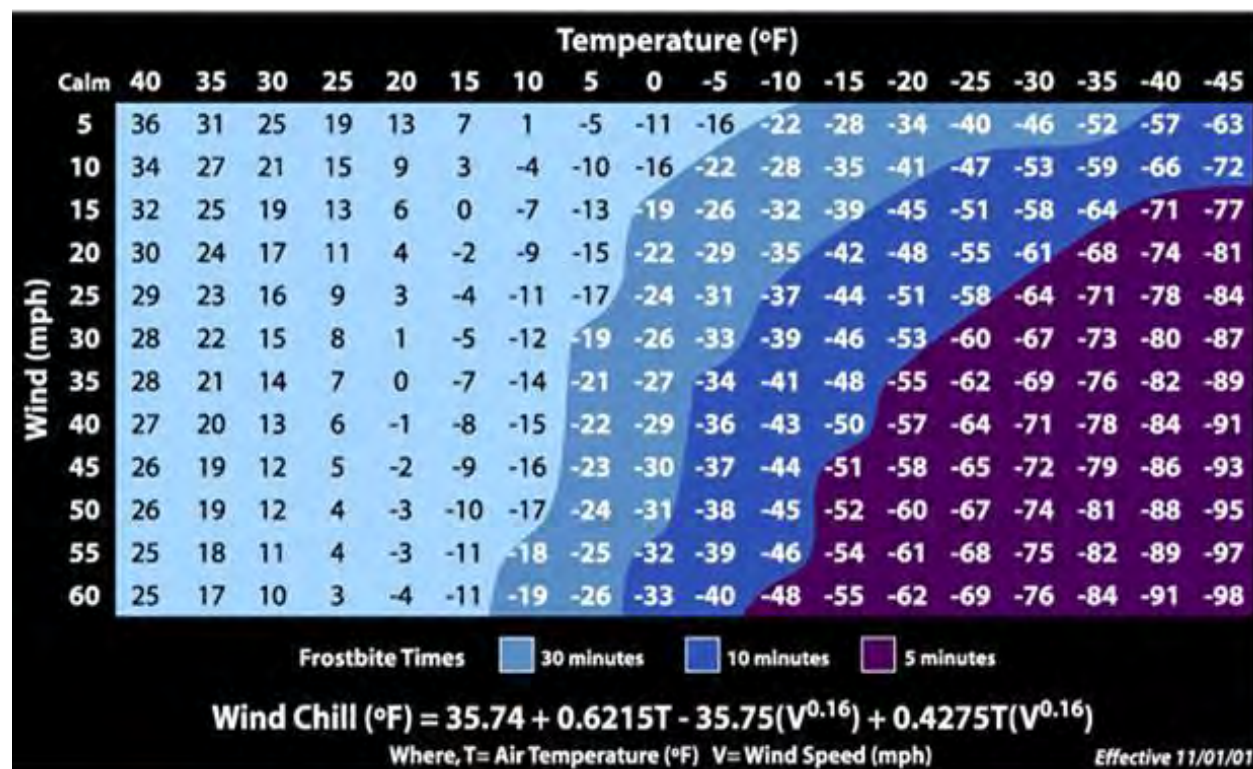 Temperature (ºF)
Calm 40 35 30 25 20 15 10 5 0 -5 -10 -15 -20 -25 -30 -35 -40 -45
5 36 31 25 19 13 7 1 -5 -11 -16 -22 -28 -34 -40 -46 -52 -57 -63
10 34 27 21 15 9 3 -4 -10 -16 -22 -28 -35 -41 -47 -53 -59 -66 -72
15 32 25 19 13 6 0 -7 -13 -19 -26 -32 -39 -45 -51 -58 -64 -71 -77
20 30 24 17 11 4 -2 -9 -15 -22 -29 -35 -42 -48 -55 -61 -68 -74 -81
25 29 23 16 9 3 -4 -11 -17 -24 -31 -37 -44 -51 -58 -64 -71 -78 -84
30 28 22 15 8 1 -5 -12 -19 -26 -33 -39 -46 -53 -60 -67 -73 -80 -87
35 28 21 14 7 0 -7 -14 -21 -27 -34 -41 -48 -55 -62 -69 -76 -82 -89
40 27 20 13 6 -1 -8 -15 -22 -29 -36 -43 -50 -57 -64 -71 -78 -84 -91
45 26 19 12 5 -2 -9 -16 -23 -30 -37 -44 -51 -58 -65 -72 -79 -86 -93
50 26 19 12 4 -3 -10 -17 -24 -31 -38 -45 -52 -60 -67 -74 -81 -88 -95
55 25 18 11 4 -3 -11 -18 -25 -32 -39 -46 -54 -61 -68 -75 -82 -89 -97
60 25 17 10 3 -4 -11 -19 -26 -33 -40 -48 -55 -62 -69 -76 -84 -91 -98
Wind (mph)
Frostbite Times 30 minutes 10 minutes 5 minutes
Wind Chill (ºF) = 35.74 + 0.6215T - 35.75(V^0.16) + 0.4275T(V^0.16)
Where, T= Air Temperature (ºF) V= Wind Speed (mph) Effective 11/01/01